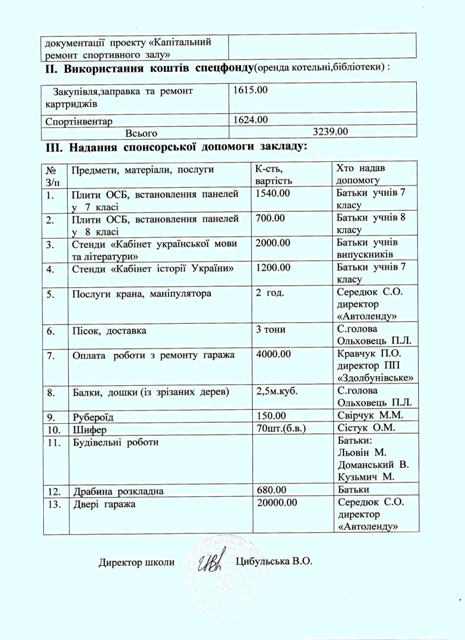 документації проекту «Капітальний
ремонт спортивного залу»
ІІ. Використання коштів спецфонду(оренда котельні,бібліотеки) :
Закупівля,заправка та ремонт 1615.00
картриджів
Спортінвентар 1624.00
Всього 3239.00
ІІІ. Надання спонсорської допомоги закладу:
№ Предмети, матеріали, послуги К-сть, Хто надав
З/п вартість допомогу
1. Плити ОСБ, встановлення панелей 1540.00 Батьки учнів 7
у 7 класі класу
2. Плити ОСБ, встановлення панелей 700.00 Батьки учнів 8
у 8 класі класу
3. Стенди «Кабінет української мови 2000.00 Батьки учнів
та літератури» випускників
4. Стенди «Кабінет історії України» 1200.00 Батьки учнів 7
класу
5. Послуги крана, маніпулятора 2 год. Середюк С.О.
директор
«Автоленду»
6. Пісок, доставка 3 тони С.голова
Ольховець П.Л.
7. Оплата роботи з ремонту гаража 4000.00 Кравчук П.О.
директор ПП
«Здолбунівське»
8. Балки, дошки (із зрізаних дерев) 2,5м.куб. С.голова
Ольховець П.Л.
9. Рубероїд 150.00 Свірчук М.М.
10. Шифер 70шт.(б.в.) Сістук О.М.
11. Будівельні роботи Батьки:
Льовін М.
Доманський В.
Кузьмич М.
12. Драбина розкладна 680.00 Батьки
13. Двері гаража 20000.00 Середюк С.О.
директор
«Автоленду»
Директор школи Цибульська В.О.